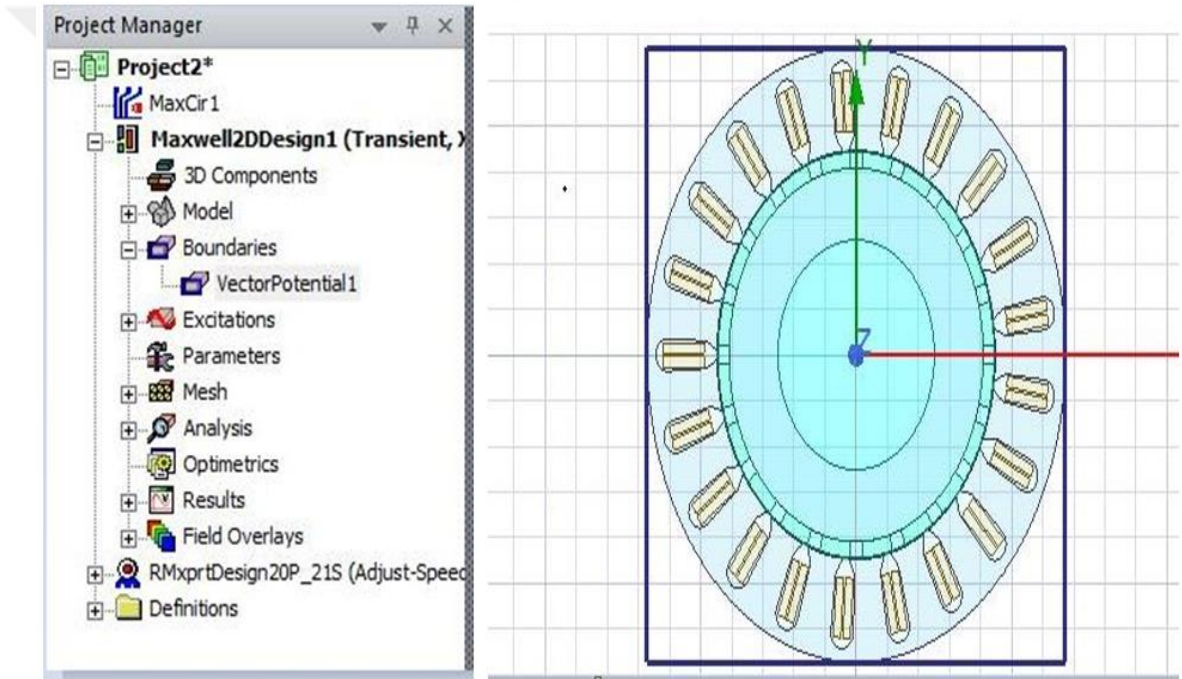 Project Manager
Project2*
MaxCir1
Maxwell2DDesign1 (Transient, X
3D Components
Model
Boundaries
VectorPotential1
Excitations
Parameters
Mesh
Analysis
Optimetrics
Results
Field Overlays
RMxprtDesign20P_21S (Adjust-Speed
Definitions
Y
Z